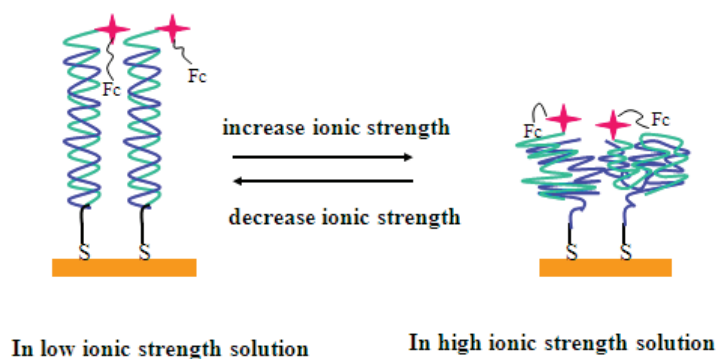 Fc
Fc
S
S
increase ionic strength
decrease ionic strength
Fc
Fc
S
S
In low ionic strength solution
In high ionic strength solution